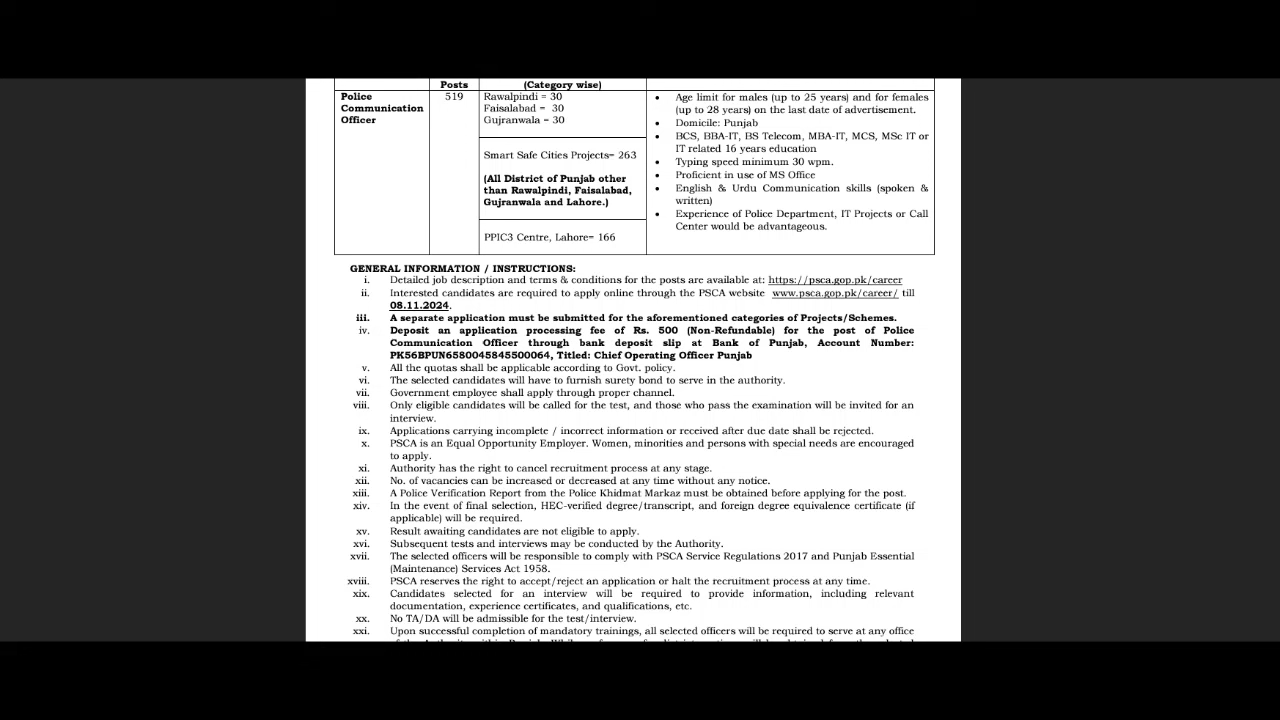 Posts (Category wise)
Police Communication Officer
519
Rawalpindi = 30
Faisalabad = 30
Gujranwala = 30
Smart Safe Cities Projects= 263
(All District of Punjab other
than Rawalpindi, Faisalabad,
Gujranwala and Lahore.)
PPIC3 Centre, Lahore= 166
• Age limit for males (up to 25 years) and for females
(up to 28 years) on the last date of advertisement.
• Domicile: Punjab
• BCS, BBA-IT, BS Telecom, MBA-IT, MCS, MSc IT or
IT related 16 years education
• Typing speed minimum 30 wpm.
• Proficient in use of MS Office
• English & Urdu Communication skills (spoken &
written)
• Experience of Police Department, IT Projects or Call
Center would be advantageous.
GENERAL INFORMATION / INSTRUCTIONS:
i. Detailed job description and terms & conditions for the posts are available at: https://psca.gop.pk/career
ii. Interested candidates are required to apply online through the PSCA website www.psca.gop.pk/career/ till
08.11.2024.
iii. A separate application must be submitted for the aforementioned categories of Projects/Schemes.
iv. Deposit an application processing fee of Rs. 500 (Non-Refundable) for the post of Police
Communication Officer through bank deposit slip at Bank of Punjab, Account Number:
PK56BPUN6580045845500064, Titled: Chief Operating Officer Punjab
v. All the quotas shall be applicable according to Govt. policy.
vi. The selected candidates will have to furnish surety bond to serve in the authority.
vii. Government employee shall apply through proper channel.
viii. Only eligible candidates will be called for the test, and those who pass the examination will be invited for an
interview.
ix. Applications carrying incomplete / incorrect information or received after due date shall be rejected.
x. PSCA is an Equal Opportunity Employer. Women, minorities and persons with special needs are encouraged
to apply.
xi. Authority has the right to cancel recruitment process at any stage.
xii. No. of vacancies can be increased or decreased at any time without any notice.
xiii. A Police Verification Report from the Police Khidmat Markaz must be obtained before applying for the post.
xiv. In the event of final selection, HEC-verified degree/transcript, and foreign degree equivalence certificate (if
applicable) will be required.
xv. Result awaiting candidates are not eligible to apply.
xvi. Subsequent tests and interviews may be conducted by the Authority.
xvii. The selected officers will be responsible to comply with PSCA Service Regulations 2017 and Punjab Essential
(Maintenance) Services Act 1958.
xviii. PSCA reserves the right to accept/reject an application or halt the recruitment process at any time.
xix. Candidates selected for an interview will be required to provide information, including relevant
documentation, experience certificates, and qualifications, etc.
xx. No TA/DA will be admissible for the test/interview.
xxi. Upon successful completion of mandatory trainings, all selected officers will be required to serve at any office